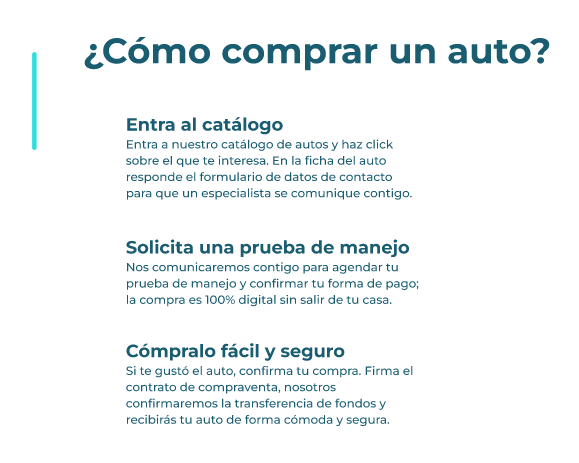 ¿Cómo comprar un auto?
Entra al catálogo
Entra a nuestro catálogo de autos y haz click
sobre el que te interesa. En la ficha del auto
responde el formulario de datos de contacto
para que un especialista se comunique contigo.
Solicita una prueba de manejo
Nos comunicaremos contigo para agendar tu
prueba de manejo y confirmar tu forma de pago;
la compra es 100% digital sin salir de tu casa.
Cómpralo fácil y seguro
Si te gustó el auto, confirma tu compra. Firma el
contrato de compraventa, nosotros
confirmaremos la transferencia de fondos y
recibirás tu auto de forma cómoda y segura.